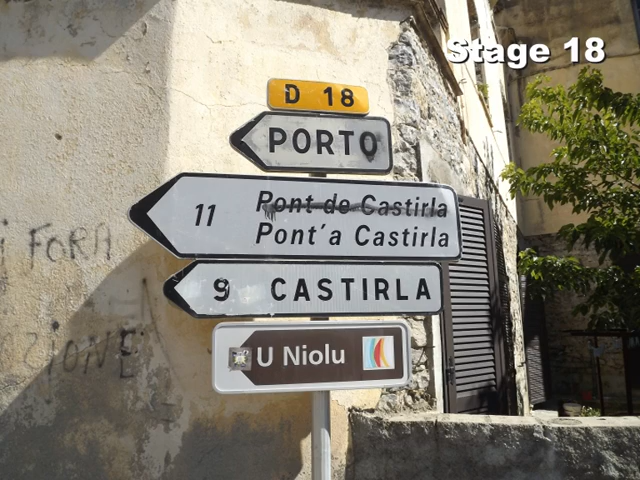 Stage 18
D 18
PORTO
11 Pont de Castirla
Pont'a Castirla
9 CASTIRLA
U Niolu
FORA
ZIONE